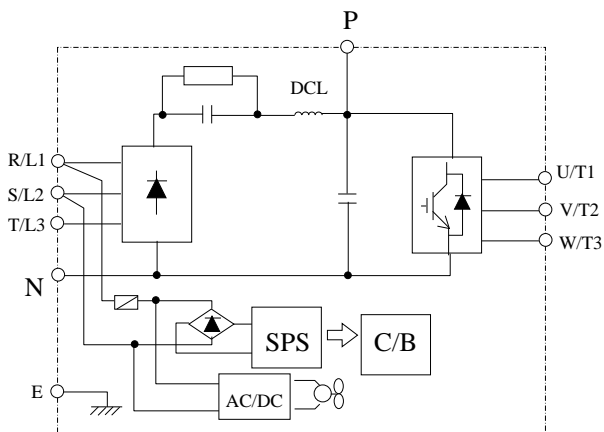 P
DCL
R/L1
S/L2
T/L3
U/T1
V/T2
W/T3
N
SPS
C/B
E
AC/DC